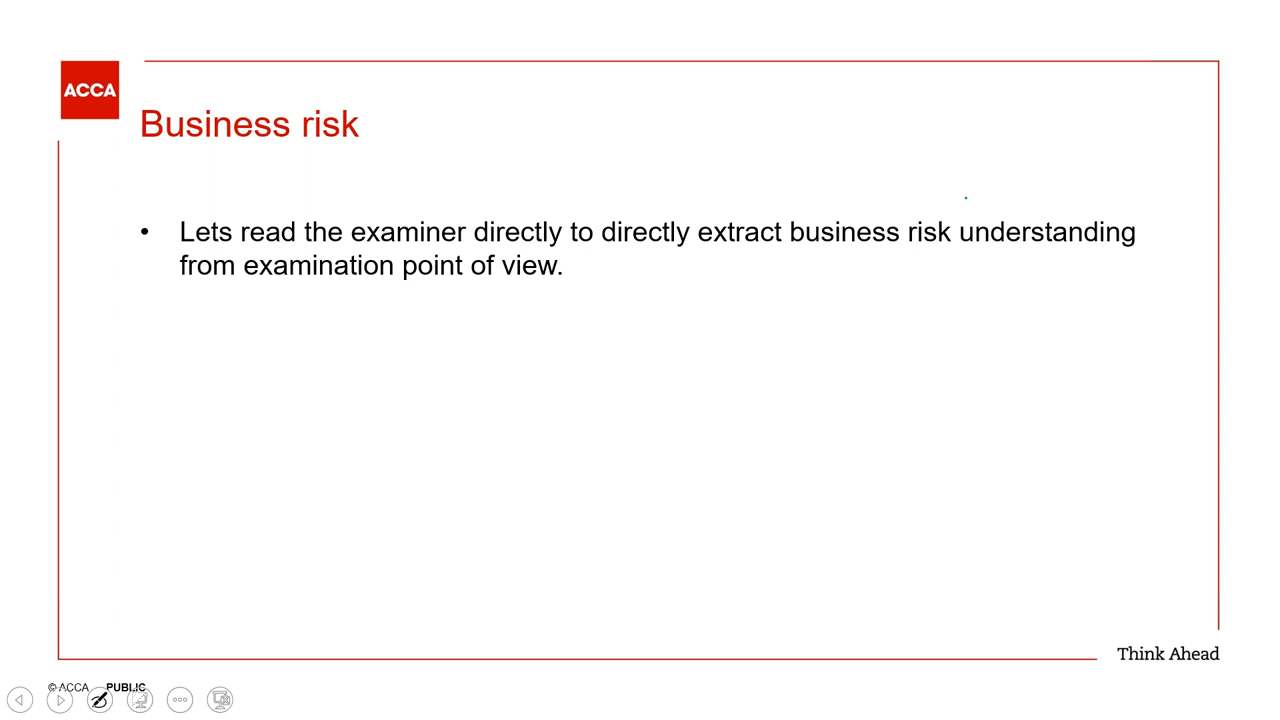 ACCA
Business risk
• Lets read the examiner directly to directly extract business risk understanding
from examination point of view.
Think Ahead
© ACCA PUBLIC